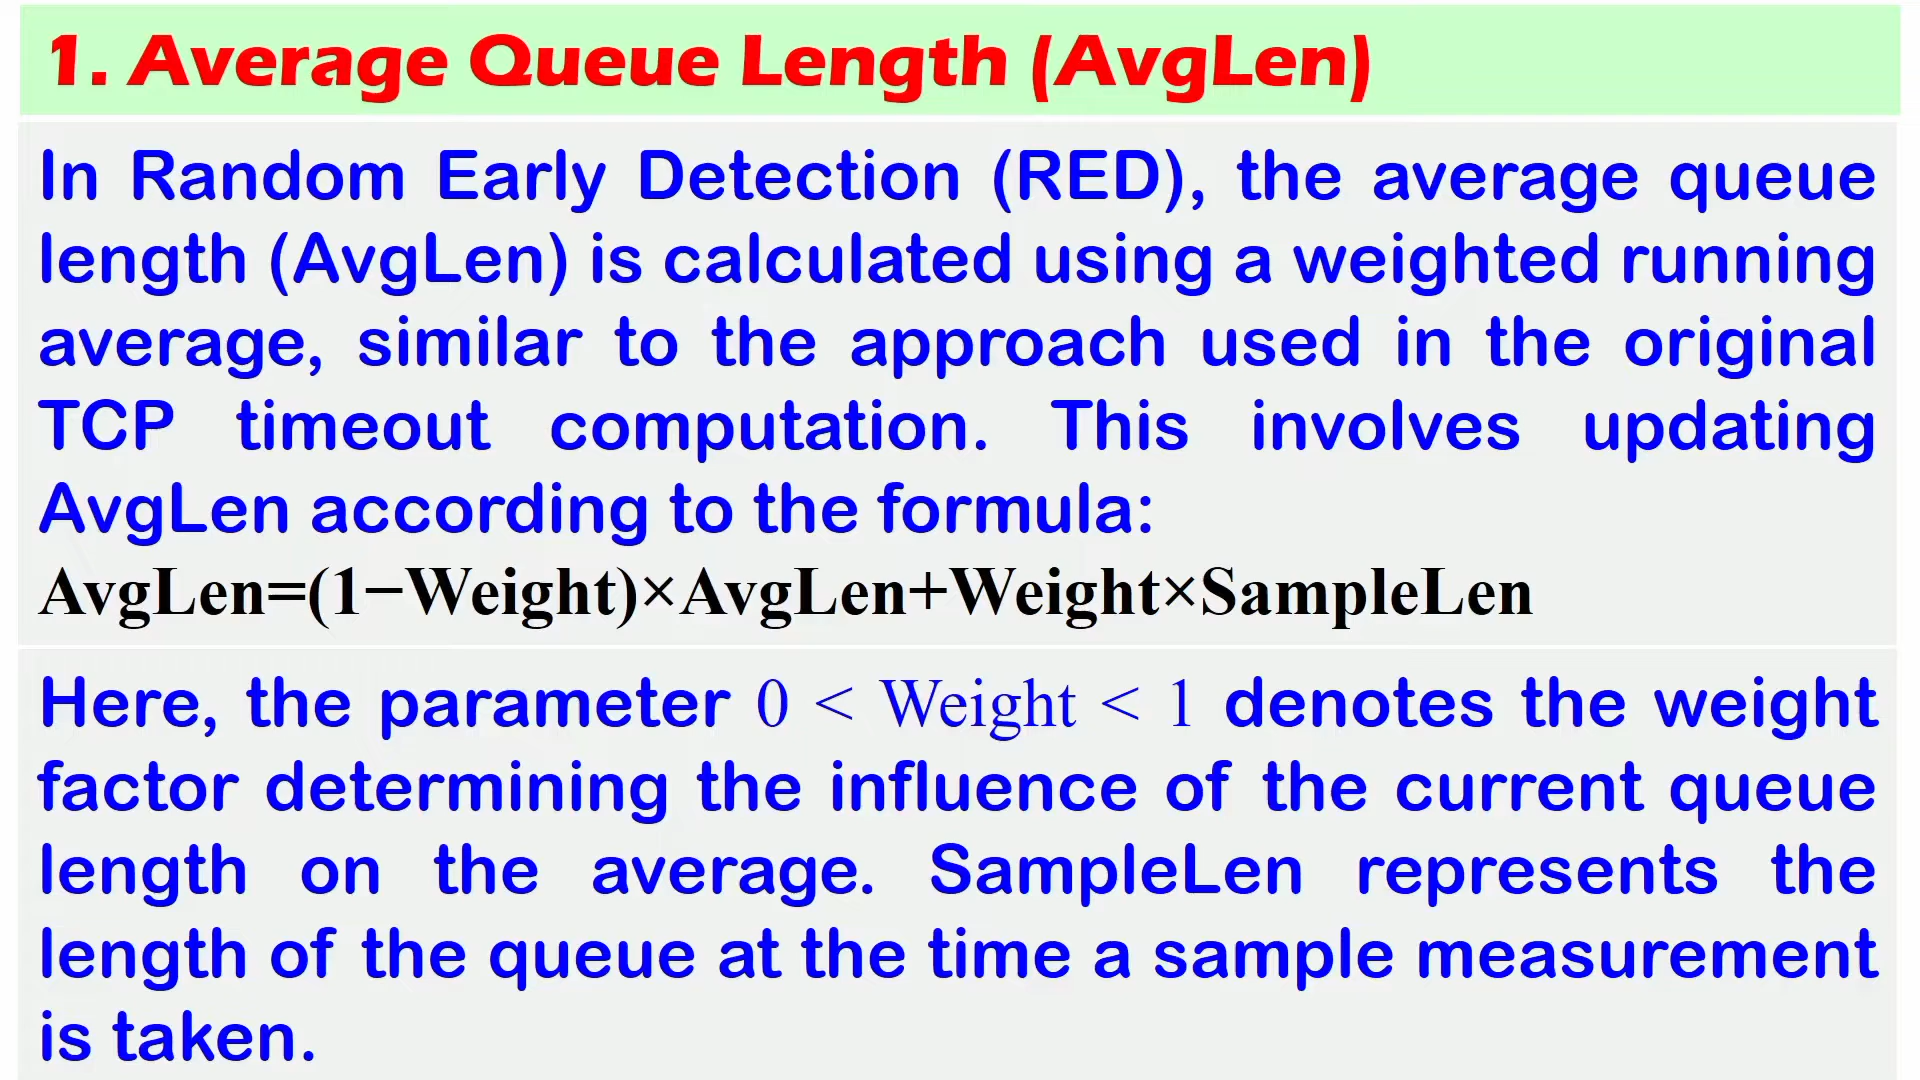 1. Average Queue Length (AvgLen)
In Random Early Detection (RED), the average queue
length (AvgLen) is calculated using a weighted running
average, similar to the approach used in the original
TCP timeout computation. This involves updating
AvgLen according to the formula:
AvgLen=(1−Weight)×AvgLen+Weight×SampleLen
Here, the parameter 0 < Weight < 1 denotes the weight
factor determining the influence of the current queue
length on the average. SampleLen represents the
length of the queue at the time a sample measurement
is taken.